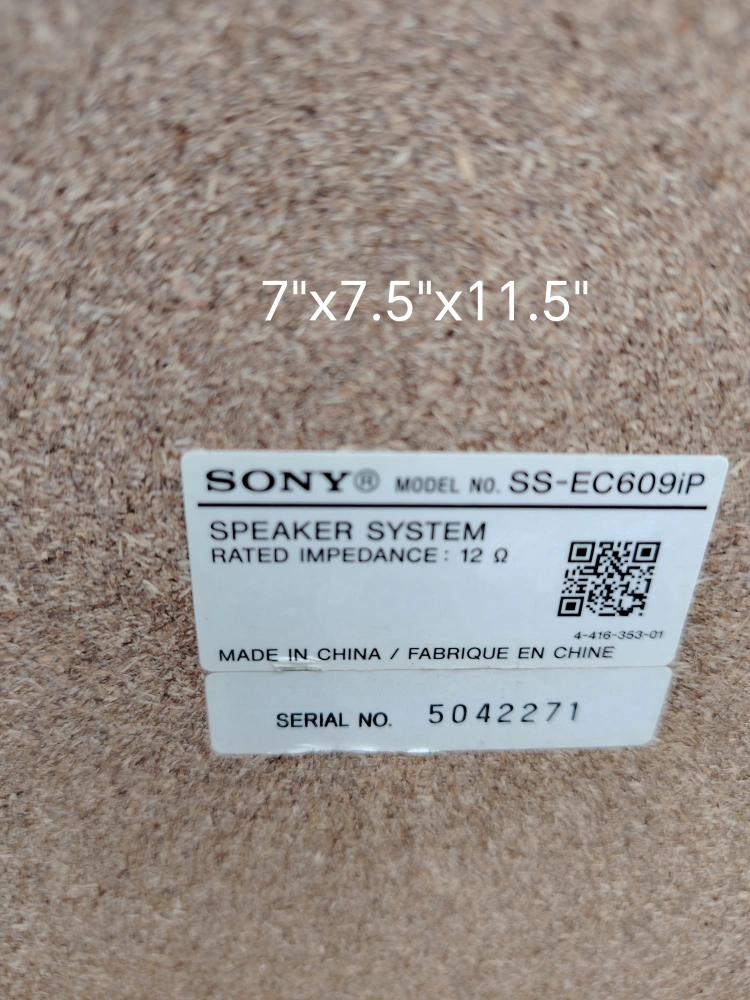 7"x7.5"x11.5"
SONY® MODEL NO. SS-EC609iP
SPEAKER SYSTEM
RATED IMPEDANCE: 12 Ω
4-416-353-01
MADE IN CHINA / FABRIQUE EN CHINE
SERIAL NO. 5042271